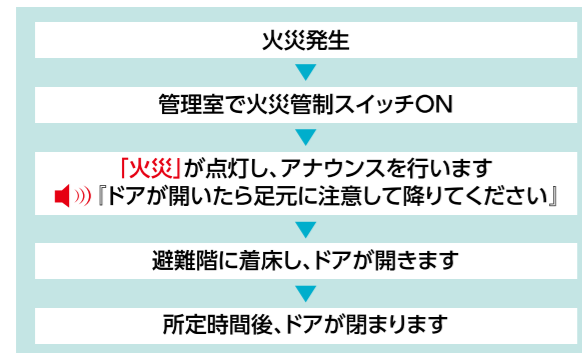 火災発生
管理室で火災管制スイッチON
「火災」が点灯し、アナウンスを行います
『ドアが開いたら足元に注意して降りてください』
避難階に着床し、ドアが開きます
所定時間後、ドアが閉まります